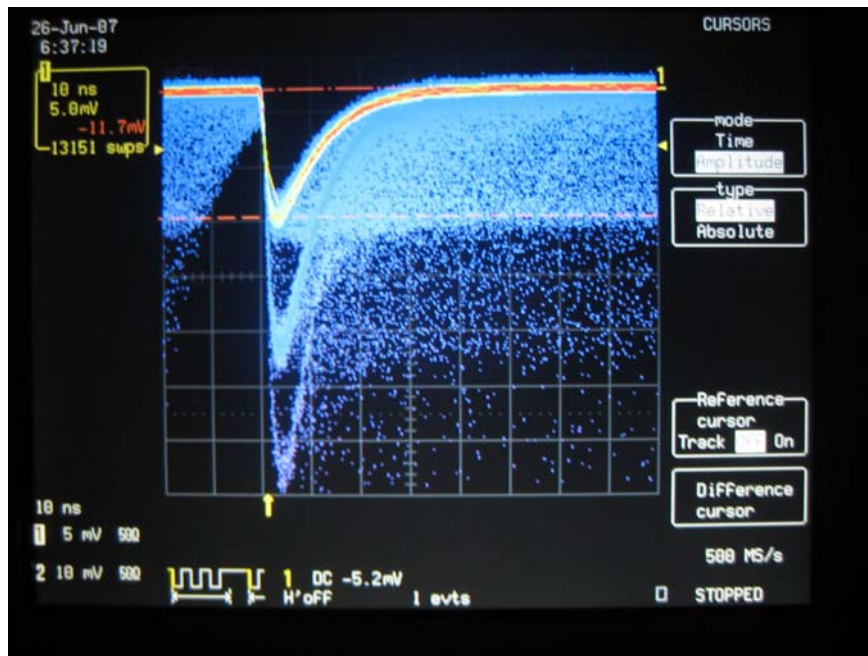 26-Jun-07
6:37:19
CURSORS
1
10 ns
5.0mV
-11.7mV
13151 swps
1
mode
Time
Amplitude
type
Relative
Absolute
Reference
cursor
Track OFF On
Difference
cursor
10 ns
1 5 mV 50Ω
2 10 mV 50Ω
1 DC -5.2mV
H'off 1 evts
500 MS/s
STOPPED